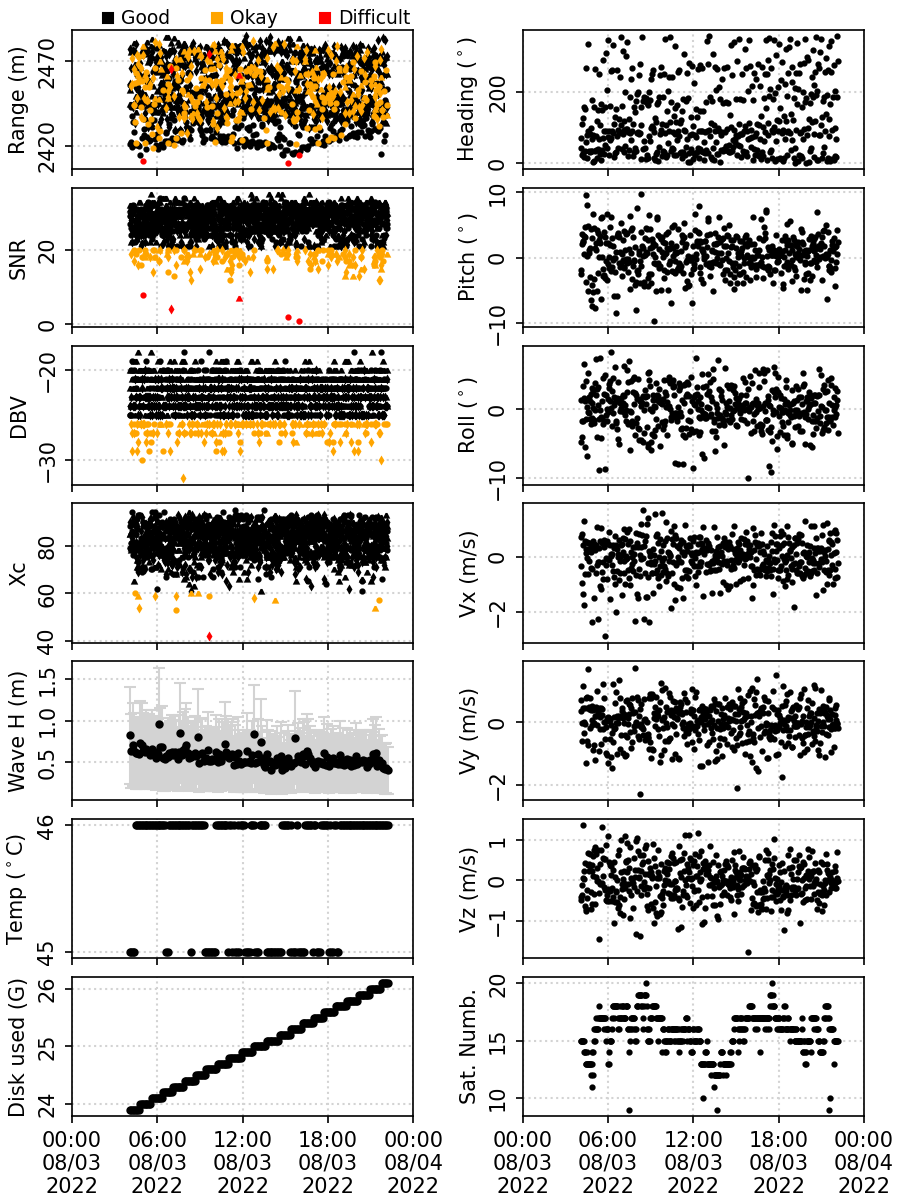 Good Okay Difficult
Range (m)
2470
2420
Heading (°)
200
0
SNR
20
0
Pitch (°)
10
0
−10
DBV
−20
−30
Roll (°)
0
−10
Xc
80
60
40
Vx (m/s)
0
−2
Wave H (m)
1.5
1.0
0.5
Vy (m/s)
0
−2
Temp (°C)
46
45
Vz (m/s)
1
0
−1
Disk used (G)
26
25
24
Sat. Numb.
20
15
10
00:00 06:00 12:00 18:00 00:00
08/03 08/03 08/03 08/03 08/04
2022 2022 2022 2022 2022
00:00 06:00 12:00 18:00 00:00
08/03 08/03 08/03 08/03 08/04
2022 2022 2022 2022 2022